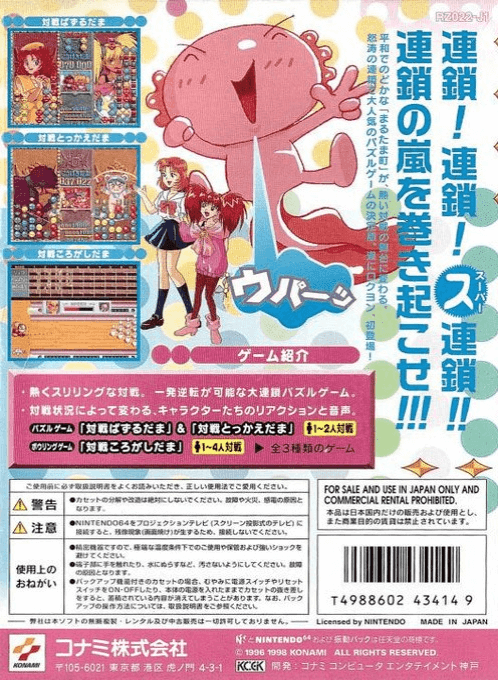 RZ022-J1
対戦ぱずるだま
対戦とっかえだま
対戦ころがしだま
連鎖!連鎖!スーパー連鎖!!
連鎖の嵐を巻き起こせ!!!
平和でのどかな「まるたま町」が、熱い対戦の舞台に変わる。
怒涛の連鎖で大人気のパズルゲームの決定版、遂にロクヨン、初登場!
ウパーッ
ゲーム紹介
・熱くスリリングな対戦。一発逆転が可能な大連鎖パズルゲーム。
・対戦状況によって変わる、キャラクターたちのリアクションと音声。
パズルゲーム 「対戦ぱずるだま」&「対戦とっかえだま」 1~2人対戦
ボウリングゲーム 「対戦ころがしだま」 1~4人対戦 ▶ 全3種類のゲーム
ご使用前に必ず取扱説明書をよくお読みいただき、正しい使用法でご愛用ください。
警告
●カセットの分解や改造は絶対にしないでください。故障や火災、感電の原因となります。
注意
●NINTENDO64をプロジェクションテレビ(スクリーン投影式のテレビ)に接続すると、残像現象(画面焼け)が生ずるため、接続しないでください。
使用上のおねがい
●精密機器ですので、極端な温度条件下でのご使用や保管および強いショックを避けてください。
●端子部に手を触れたり、水にぬらすなど、汚さないようにしてください。故障の原因となります。
●バックアップ機能付きのカセットの場合、むやみに電源スイッチやリセットスイッチをON・OFFしたり、本体の電源を入れたままでカセットの抜き差しをすると、蓄積されている内容が消えてしまうことがあります。なお、バックアップの操作方法については、取扱説明書をご参照ください。
弊社は本ソフトの無断複製・レンタル及び中古販売は一切許可しておりません。
FOR SALE AND USE IN JAPAN ONLY AND
COMMERCIAL RENTAL PROHIBITED.
本品は日本国内だけの販売および使用とし、
また商業目的の賃貸は禁止されています。
T4988602 43414 9
Licensed by NINTENDO MADE IN JAPAN
KONAMI
コナミ株式会社
〒105-6021 東京都港区虎ノ門4-3-1
NINTENDO64および振動パックは任天堂の商標です。
© 1996 1998 KONAMI ALL RIGHTS RESERVED.
KCEK 開発:コナミコンピュータエンタテイメント神戸